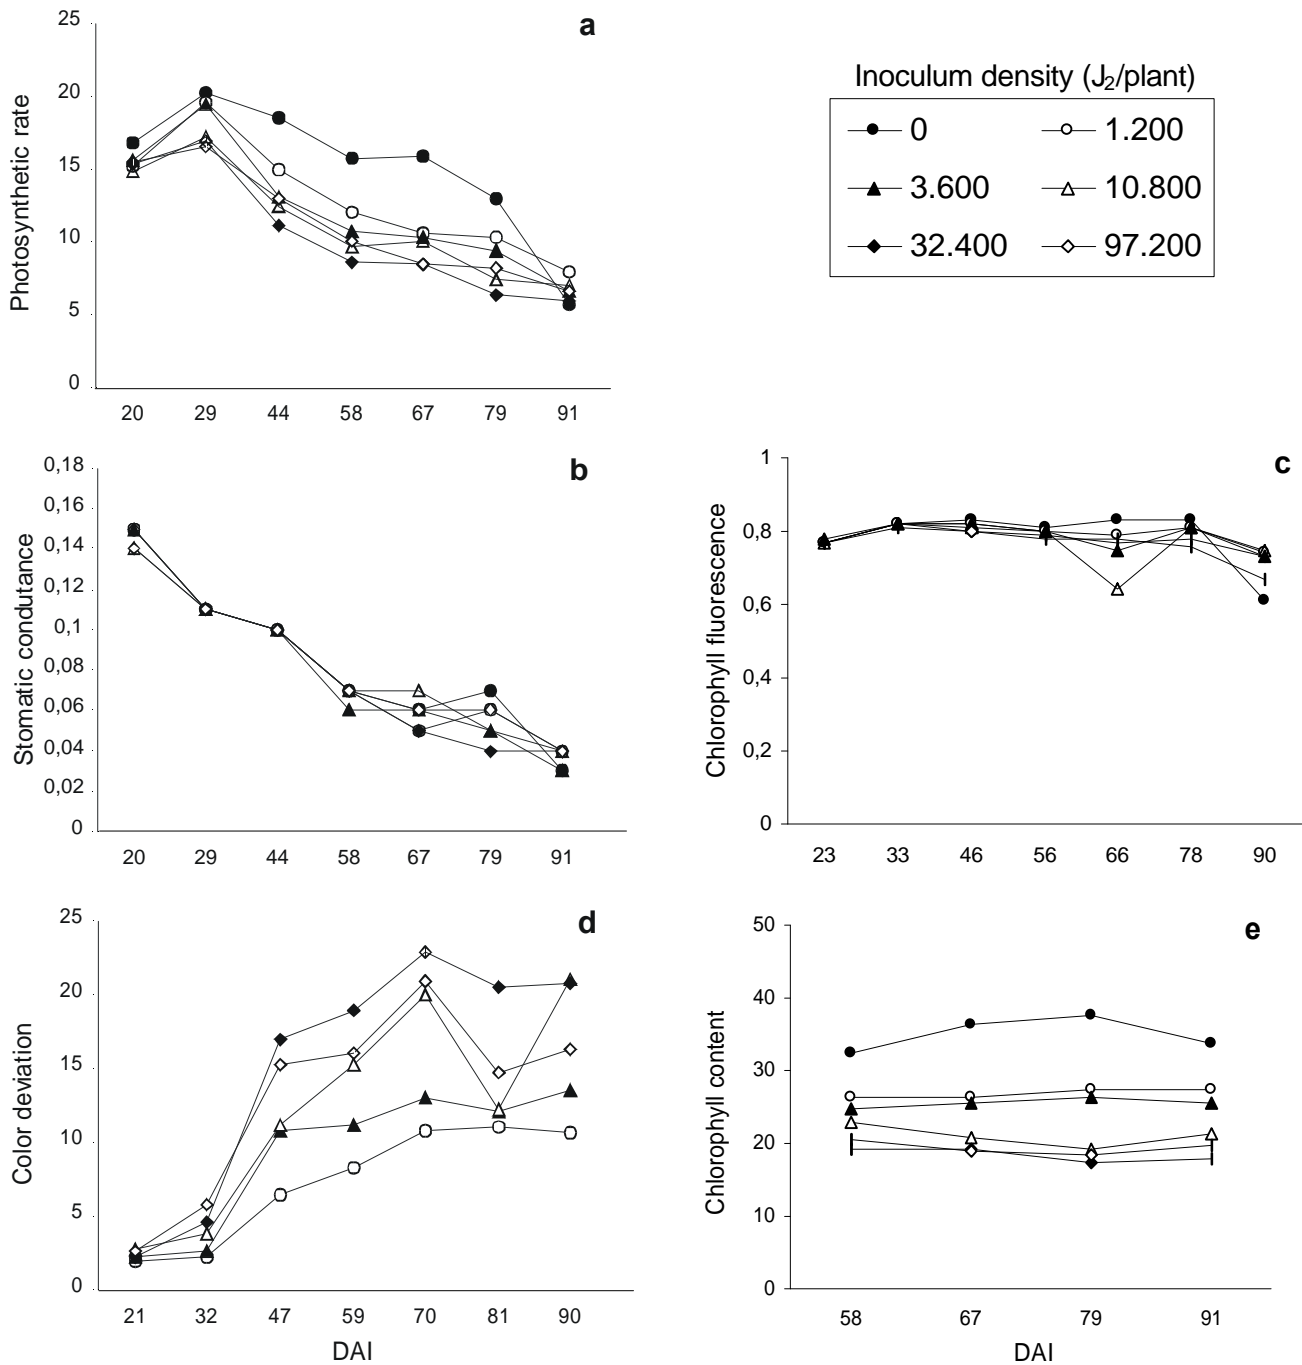 a
25
20
15
10
5
0
Photosynthetic rate
20 29 44 58 67 79 91
Inoculum density (J2/plant)
0 1.200
3.600 10.800
32.400 97.200
b
0,18
0,16
0,14
0,12
0,1
0,08
0,06
0,04
0,02
0
Stomatic condutance
20 29 44 58 67 79 91
c
1
0,8
0,6
0,4
0,2
0
Chlorophyll fluorescence
23 33 46 56 66 78 90
d
25
20
15
10
5
0
Color deviation
21 32 47 59 70 81 90
DAI
e
50
40
30
20
10
0
Chlorophyll content
58 67 79 91
DAI